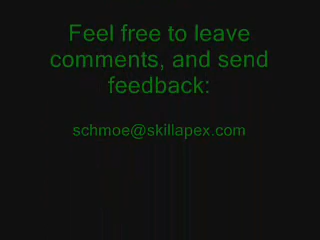 Feel free to leave
comments, and send
feedback:
schmoe@skillapex.com